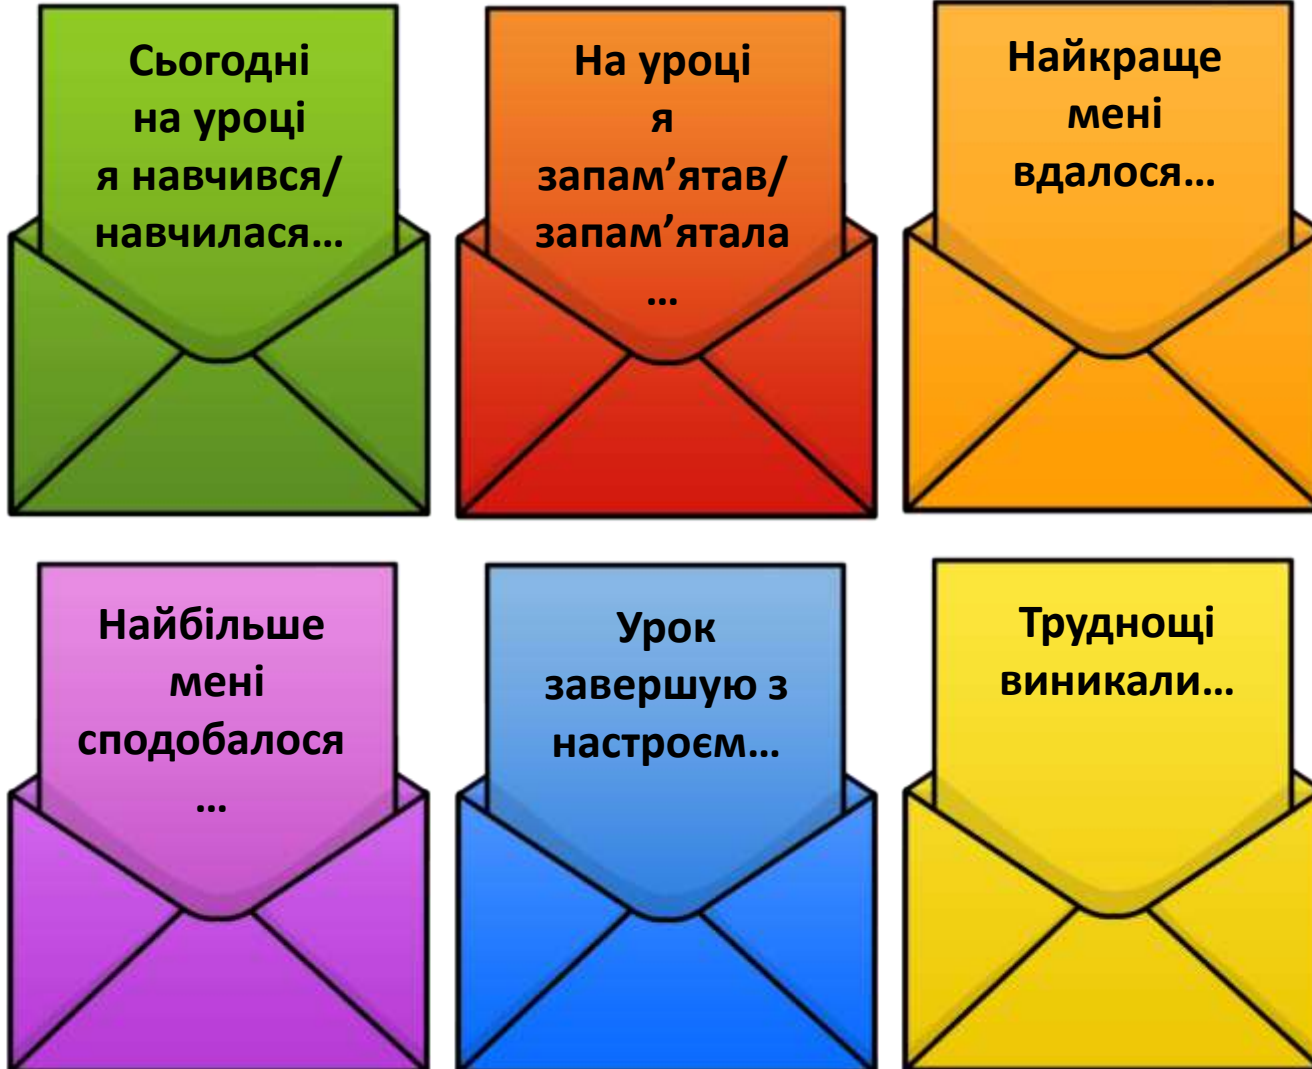 Сьогодні
на уроці
я навчився/
навчилася…
На уроці
я
запам’ятав/
запам’ятала
…
Найкраще
мені
вдалося…
Найбільше
мені
сподобалося
…
Урок
завершую з
настроєм…
Труднощі
виникали…